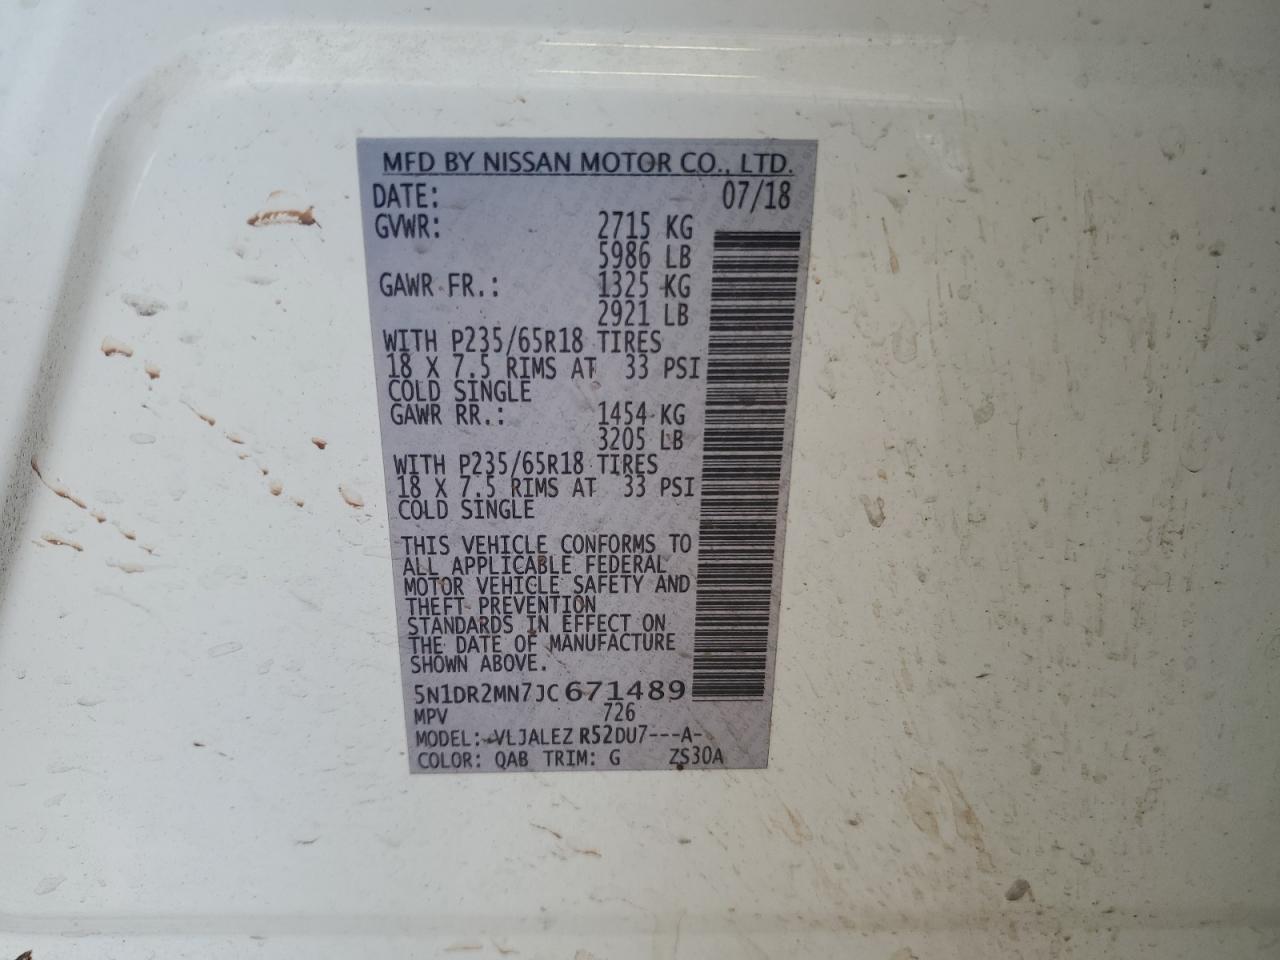 MFD BY NISSAN MOTOR CO., LTD.
DATE: 07/18
GVWR: 2715 KG
5986 LB
GAWR FR.: 1325 KG
2921 LB
WITH P235/65R18 TIRES
18 X 7.5 RIMS AT 33 PSI
COLD SINGLE
GAWR RR.: 1454 KG
3205 LB
WITH P235/65R18 TIRES
18 X 7.5 RIMS AT 33 PSI
COLD SINGLE
THIS VEHICLE CONFORMS TO
ALL APPLICABLE FEDERAL
MOTOR VEHICLE SAFETY AND
THEFT PREVENTION
STANDARDS IN EFFECT ON
THE DATE OF MANUFACTURE
SHOWN ABOVE.
5N1DR2MN7JC671489
MPV 726
MODEL: VLJALEZ R52DU7---A-
COLOR: QAB TRIM: G ZS30A